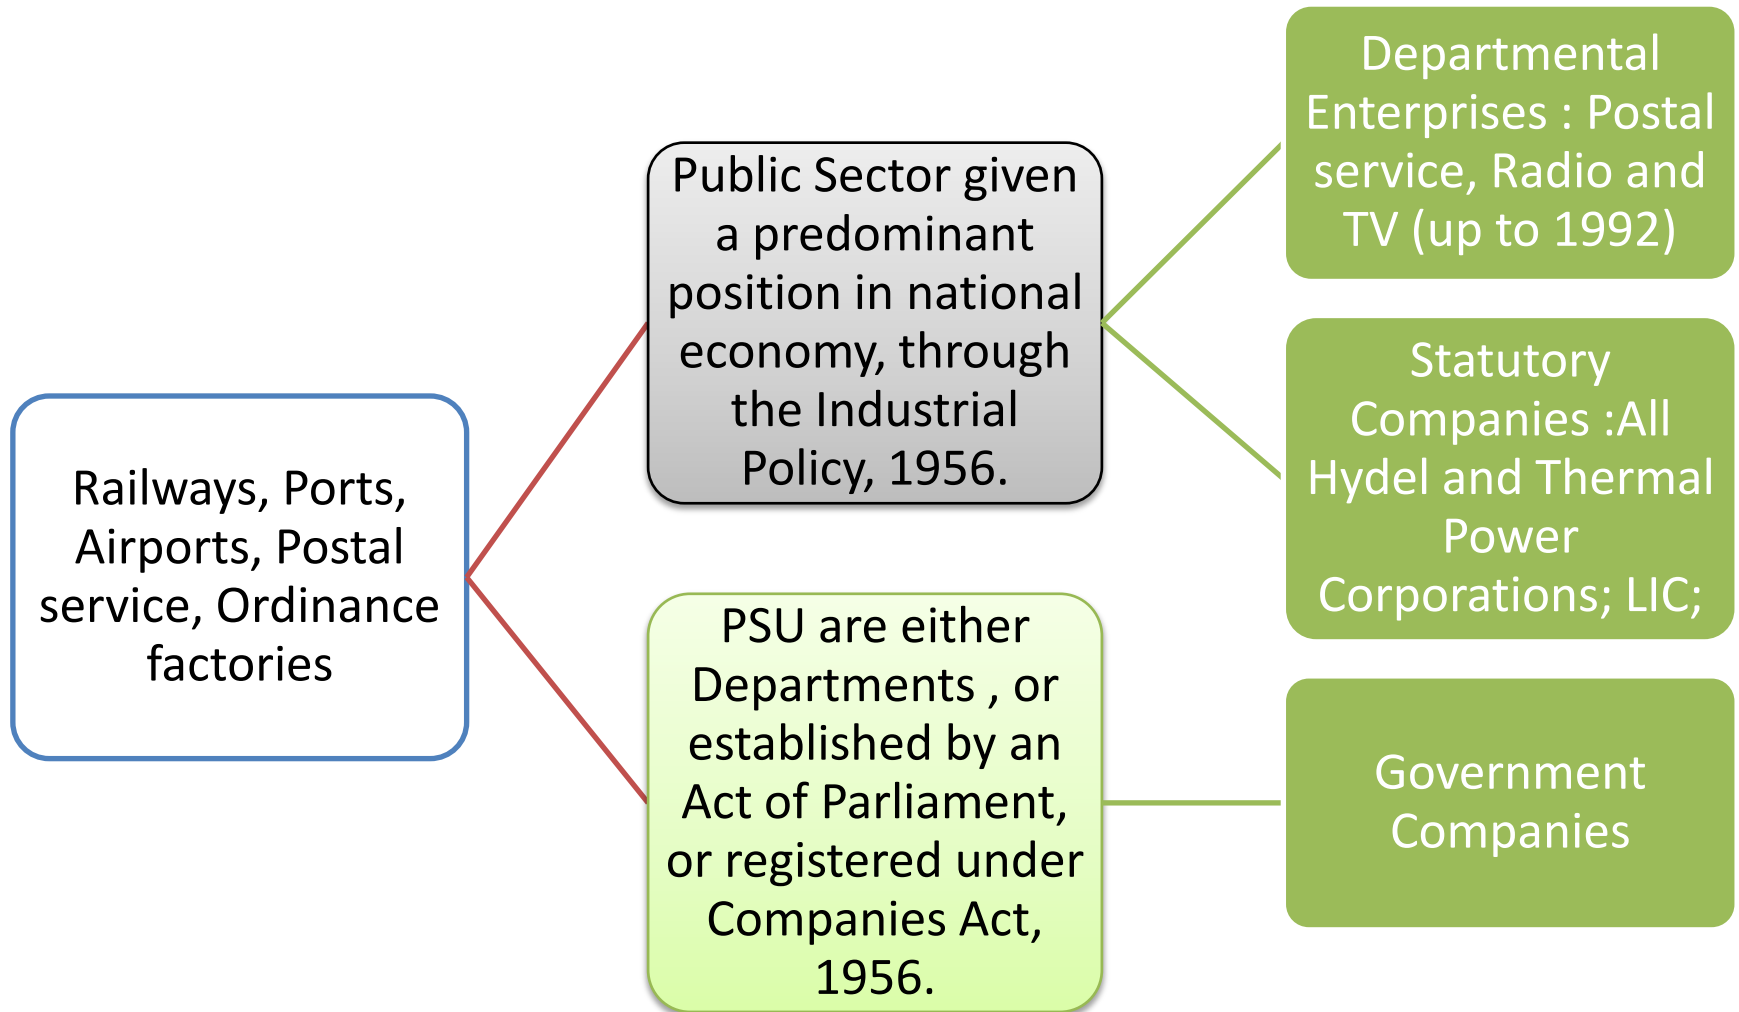 Railways, Ports,
Airports, Postal
service, Ordinance
factories
Public Sector given
a predominant
position in national
economy, through
the Industrial
Policy, 1956.
PSU are either
Departments , or
established by an
Act of Parliament,
or registered under
Companies Act,
1956.
Departmental
Enterprises : Postal
service, Radio and
TV (up to 1992)
Statutory
Companies :All
Hydel and Thermal
Power
Corporations; LIC;
Government
Companies